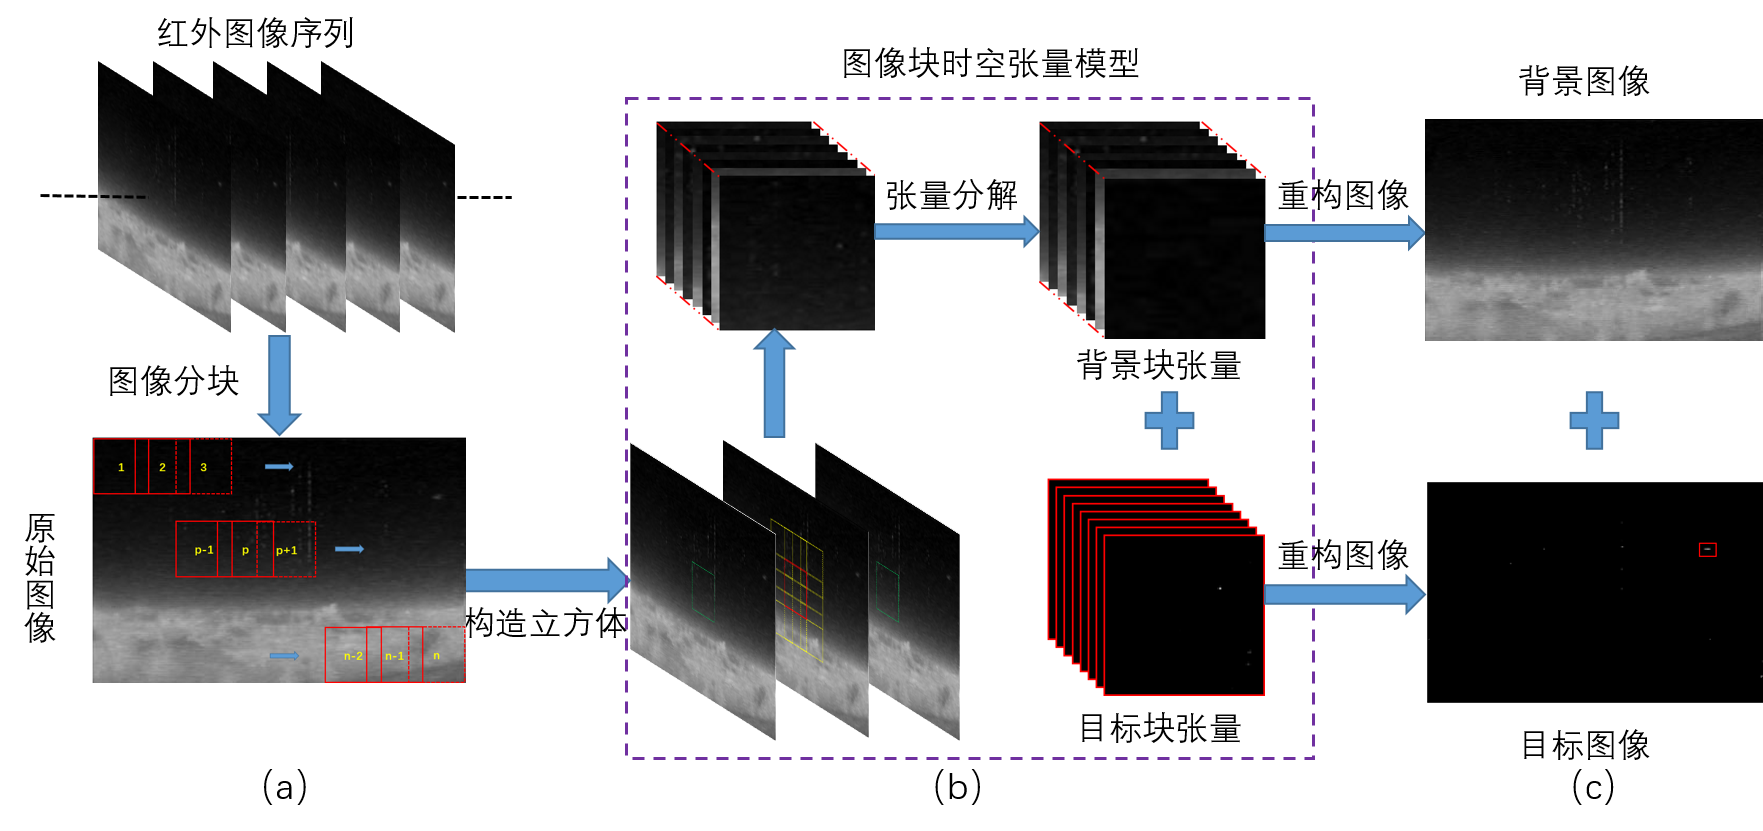 红外图像序列
图像分块
原始图像
1 2 3
p-1 p p+1
n-2 n-1 n
(a)
构造立方体
图像块时空张量模型
张量分解
背景块张量
目标块张量
(b)
重构图像
重构图像
背景图像
目标图像
(c)